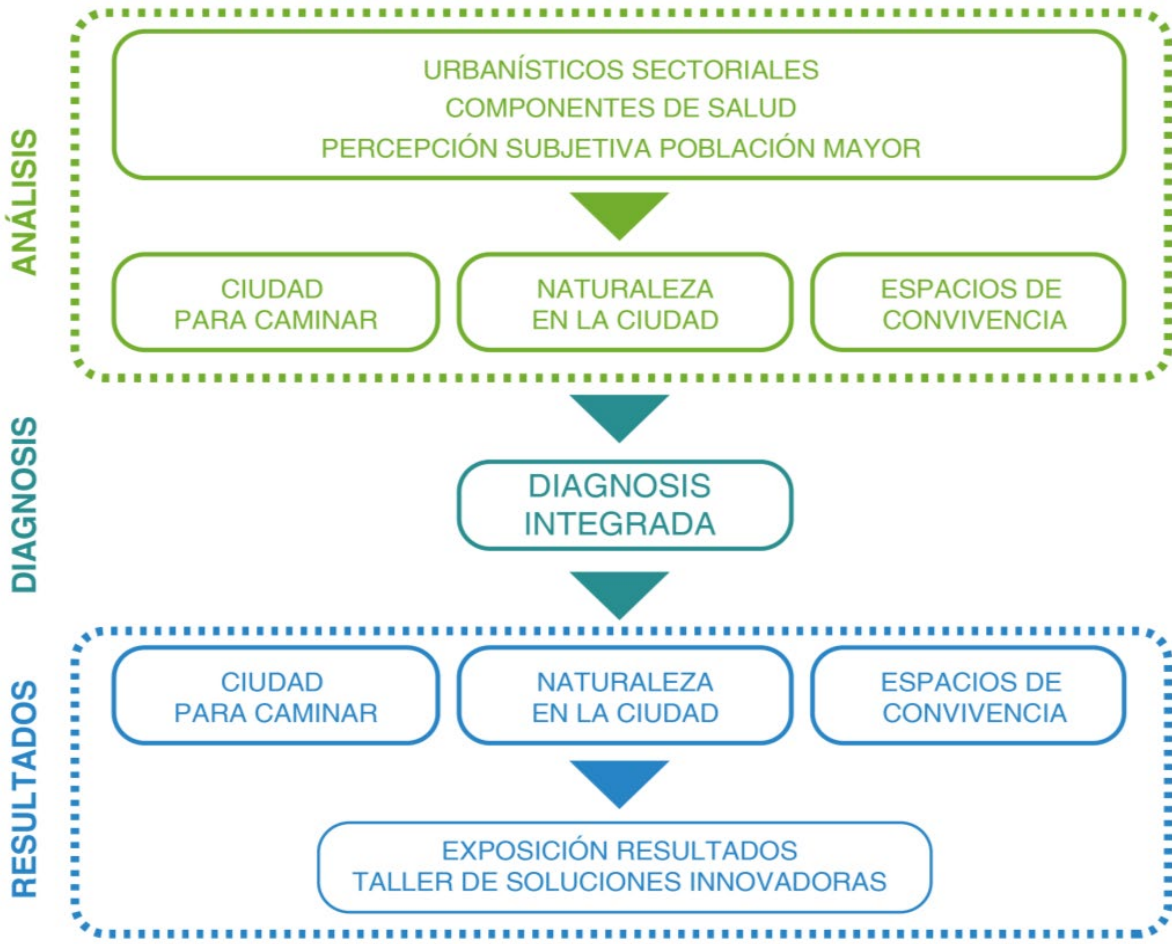 ANÁLISIS
URBANÍSTICOS SECTORIALES
COMPONENTES DE SALUD
PERCEPCIÓN SUBJETIVA POBLACIÓN MAYOR
CIUDAD
PARA CAMINAR
NATURALEZA
EN LA CIUDAD
ESPACIOS DE
CONVIVENCIA
DIAGNOSIS
DIAGNOSIS
INTEGRADA
RESULTADOS
CIUDAD
PARA CAMINAR
NATURALEZA
EN LA CIUDAD
ESPACIOS DE
CONVIVENCIA
EXPOSICIÓN RESULTADOS
TALLER DE SOLUCIONES INNOVADORAS